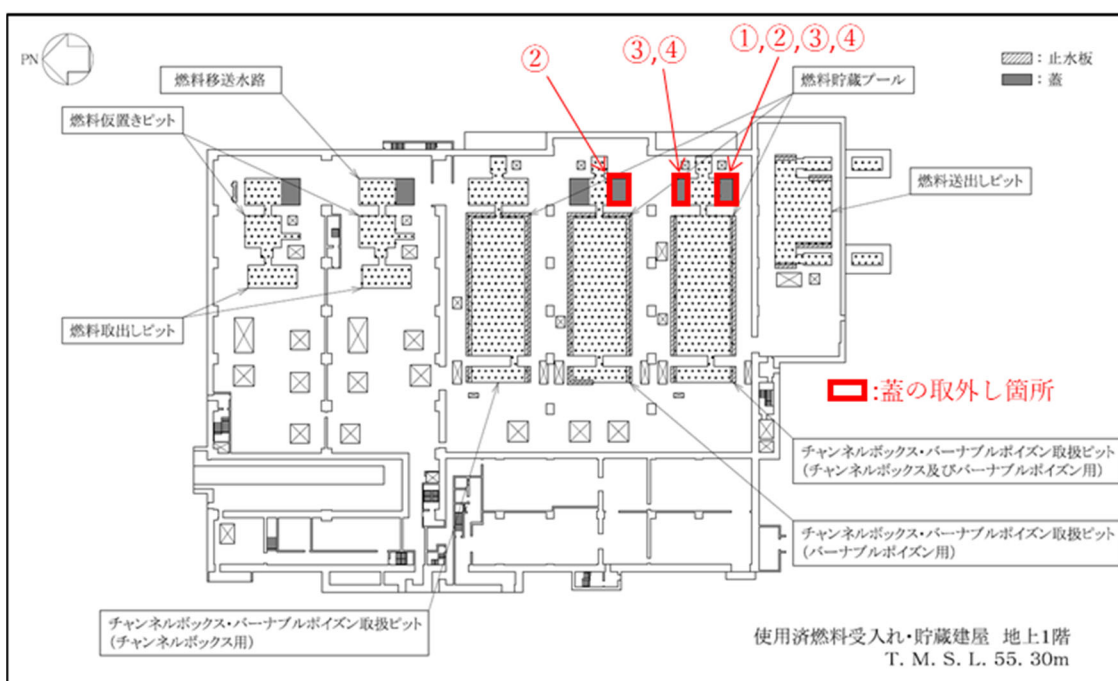 PN
②
③,④
①,②,③,④
:止水板
:蓋
燃料移送水路
燃料貯蔵プール
燃料仮置きピット
燃料送出しピット
燃料取出しピット
:蓋の取外し箇所
チャンネルボックス・バーナブルポイズン取扱ピット
(チャンネルボックス及びバーナブルポイズン用)
チャンネルボックス・バーナブルポイズン取扱ピット
(バーナブルポイズン用)
チャンネルボックス・バーナブルポイズン取扱ピット
(チャンネルボックス用)
使用済燃料受入れ・貯蔵建屋 地上1階
T. M. S. L. 55. 30m